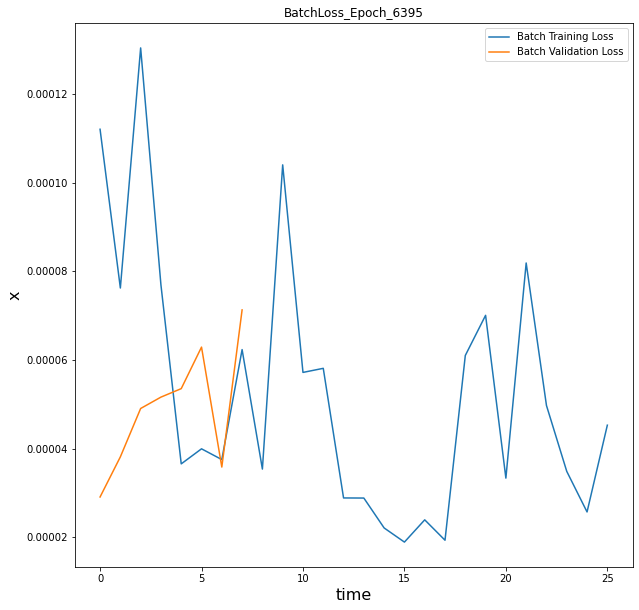 BatchLoss_Epoch_6395
Batch Training Loss
Batch Validation Loss
0.00012
0.00010
0.00008
0.00006
0.00004
0.00002
x
0 5 10 15 20 25
time